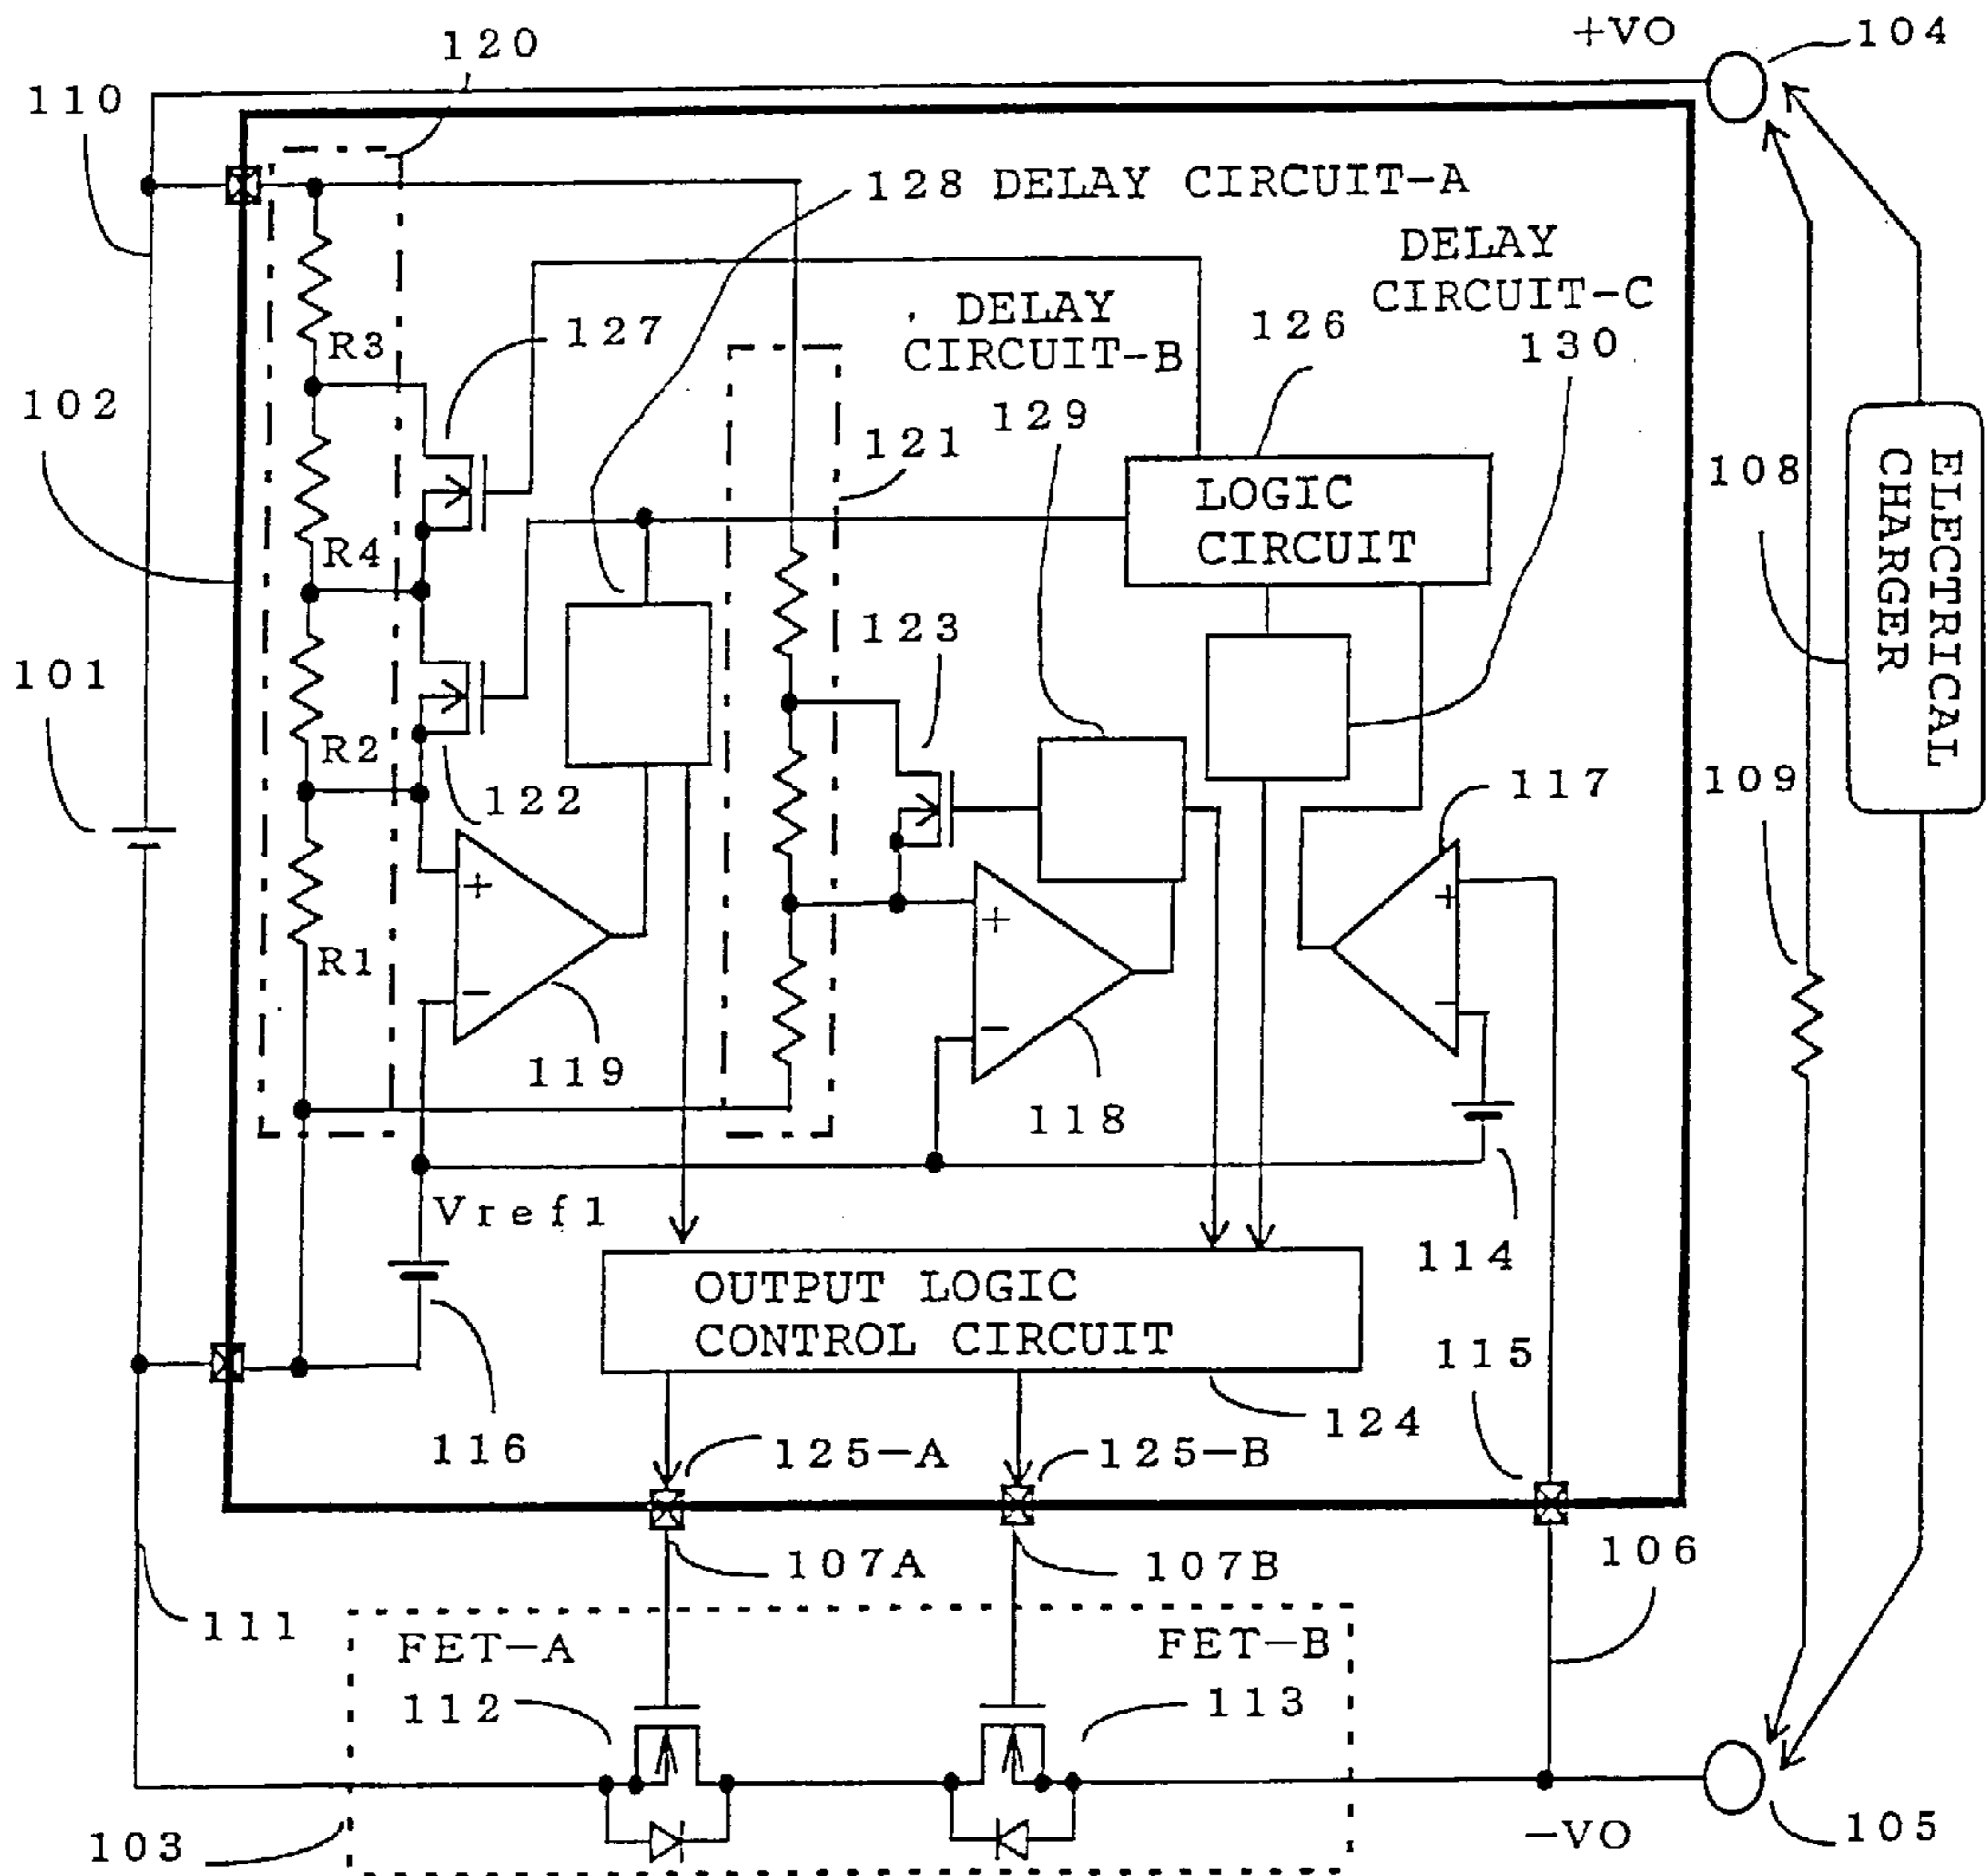 120
+VO
104
110
128 DELAY CIRCUIT-A
DELAY
CIRCUIT-C
130
DELAY
CIRCUIT-B
129
126
127
R3
102
121
108
ELECTRICAL
CHARGER
LOGIC
CIRCUIT
R4
123
101
R2
122
109
117
R1
119
118
Vref1
114
OUTPUT LOGIC
CONTROL CIRCUIT
115
124
116
125-A
125-B
107A
107B
106
111
FET-A
FET-B
112
113
103
-VO
105